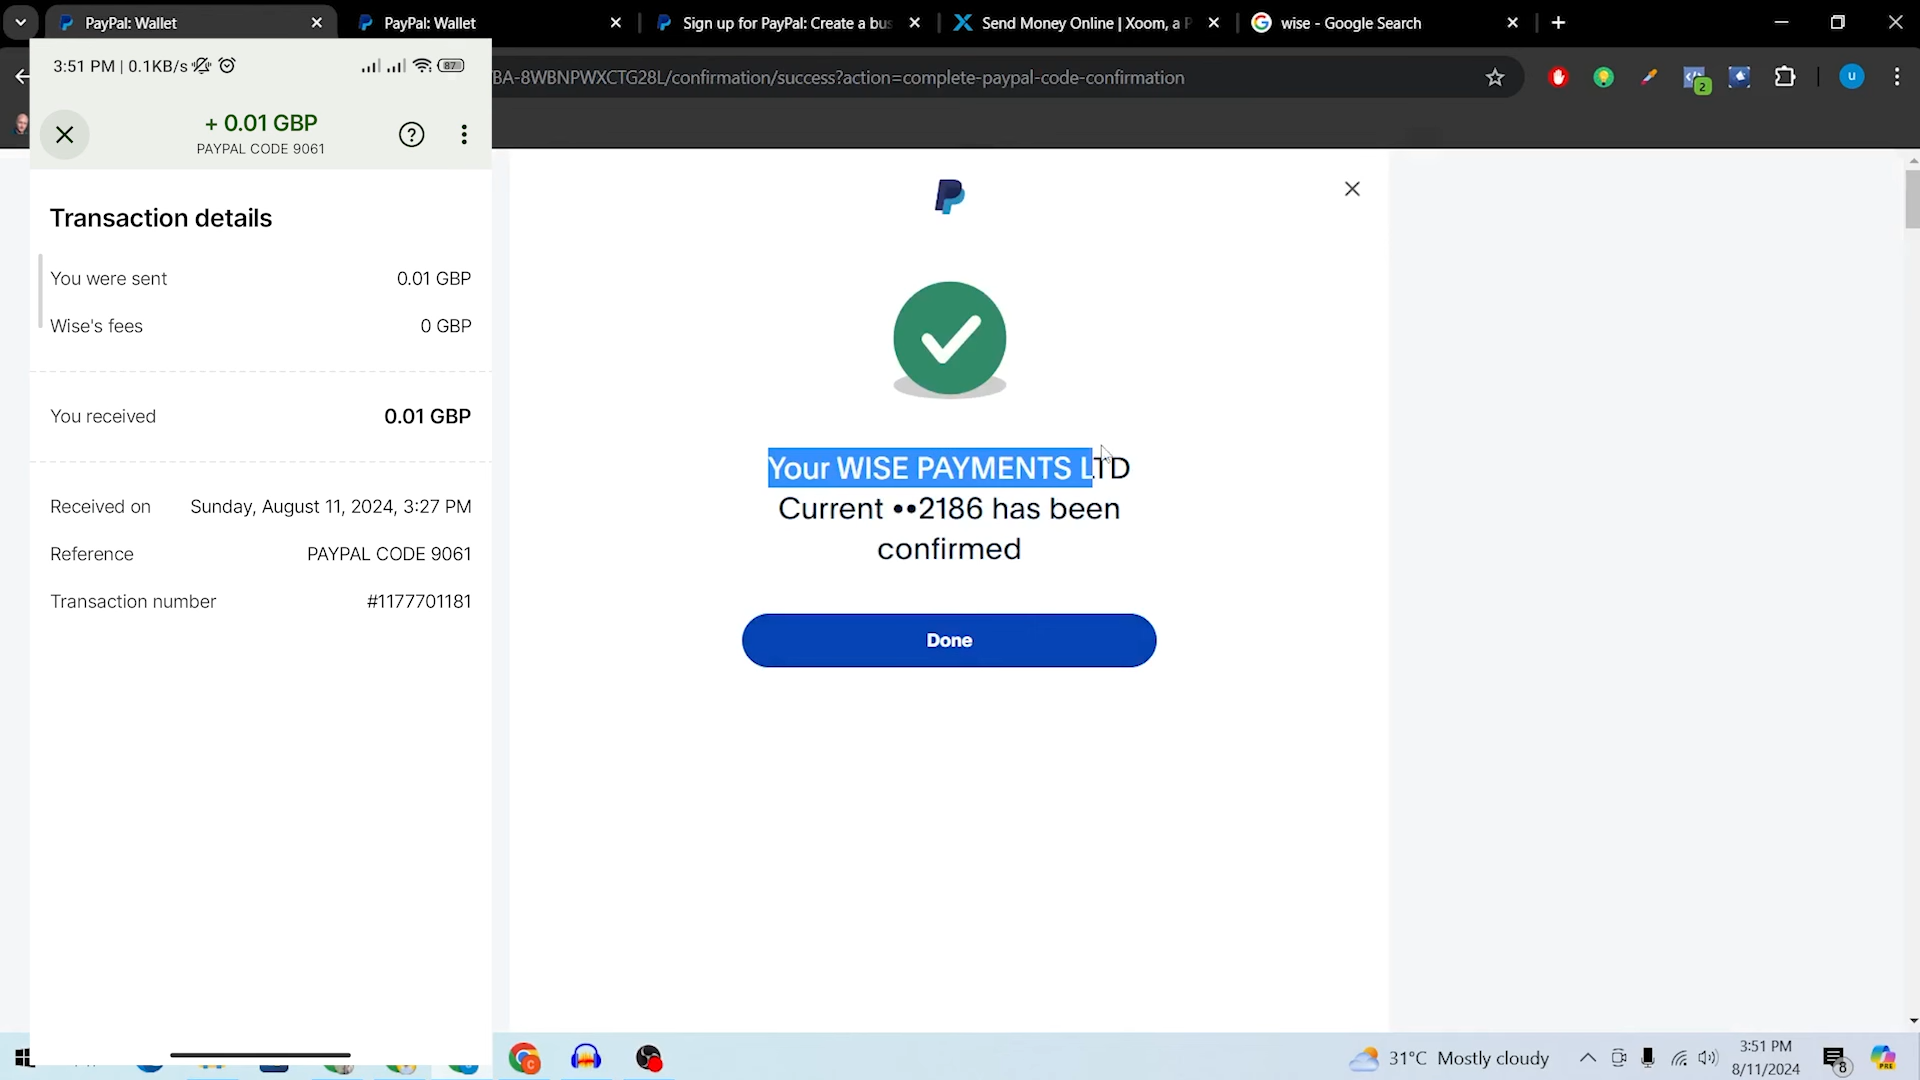 PayPal: Wallet
PayPal: Wallet
Sign up for PayPal: Create a bus
Send Money Online | Xoom, a P
wise - Google Search
3:51 PM | 0.1KB/s
87
BA-8WBNPWXCTG28L/confirmation/success?action=complete-paypal-code-confirmation
2
u
+ 0.01 GBP
PAYPAL CODE 9061
Transaction details
You were sent 0.01 GBP
Wise's fees 0 GBP
You received 0.01 GBP
Received on Sunday, August 11, 2024, 3:27 PM
Reference PAYPAL CODE 9061
Transaction number #1177701181
Your WISE PAYMENTS LTD
Current ••2186 has been
confirmed
Done
31°C Mostly cloudy
3:51 PM
8/11/2024
8
PRE